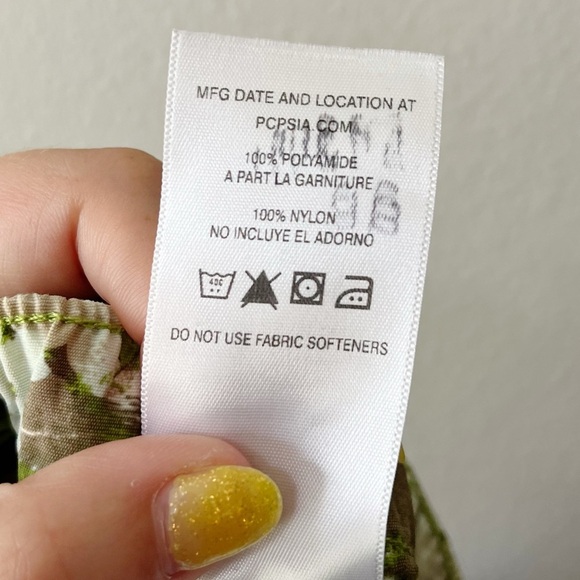 MFG DATE AND LOCATION AT
PCPSIA.COM
100% POLYAMIDE
A PART LA GARNITURE
100% NYLON
NO INCLUYE EL ADORNO
40C
DO NOT USE FABRIC SOFTENERS